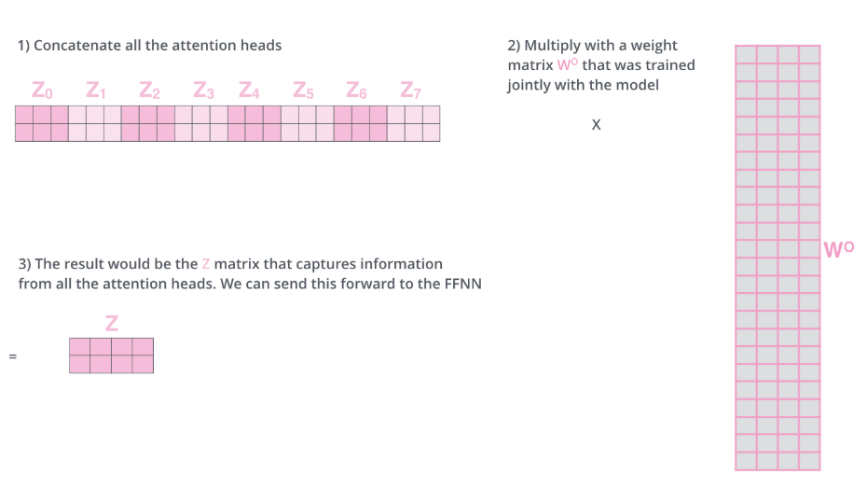 1) Concatenate all the attention heads
Z0 Z1 Z2 Z3 Z4 Z5 Z6 Z7
2) Multiply with a weight
matrix WO that was trained
jointly with the model
X
WO
3) The result would be the Z matrix that captures information
from all the attention heads. We can send this forward to the FFNN
Z
=